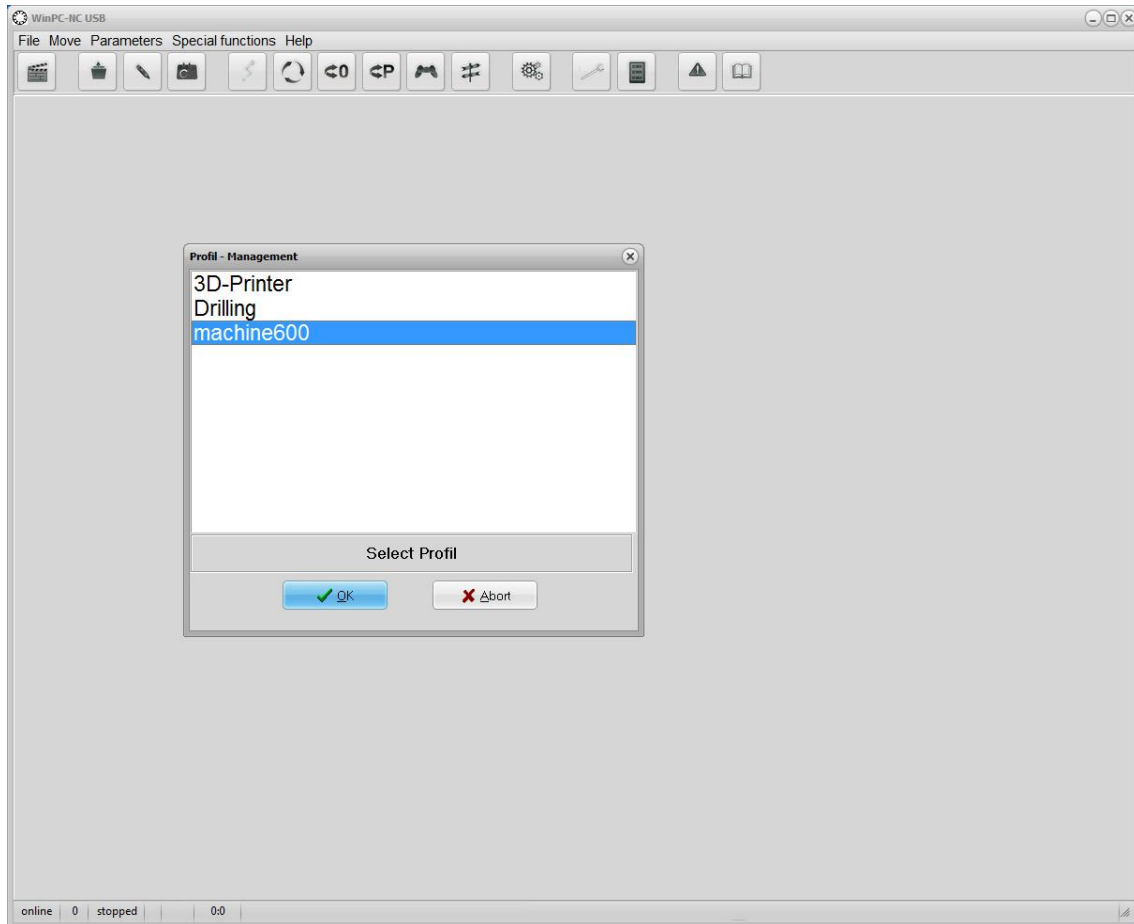 WinPC-NC USB
File Move Parameters Special functions Help
0 P
Profil - Management
3D-Printer
Drilling
machine600
Select Profil
OK Abort
online 0 stopped 0:0